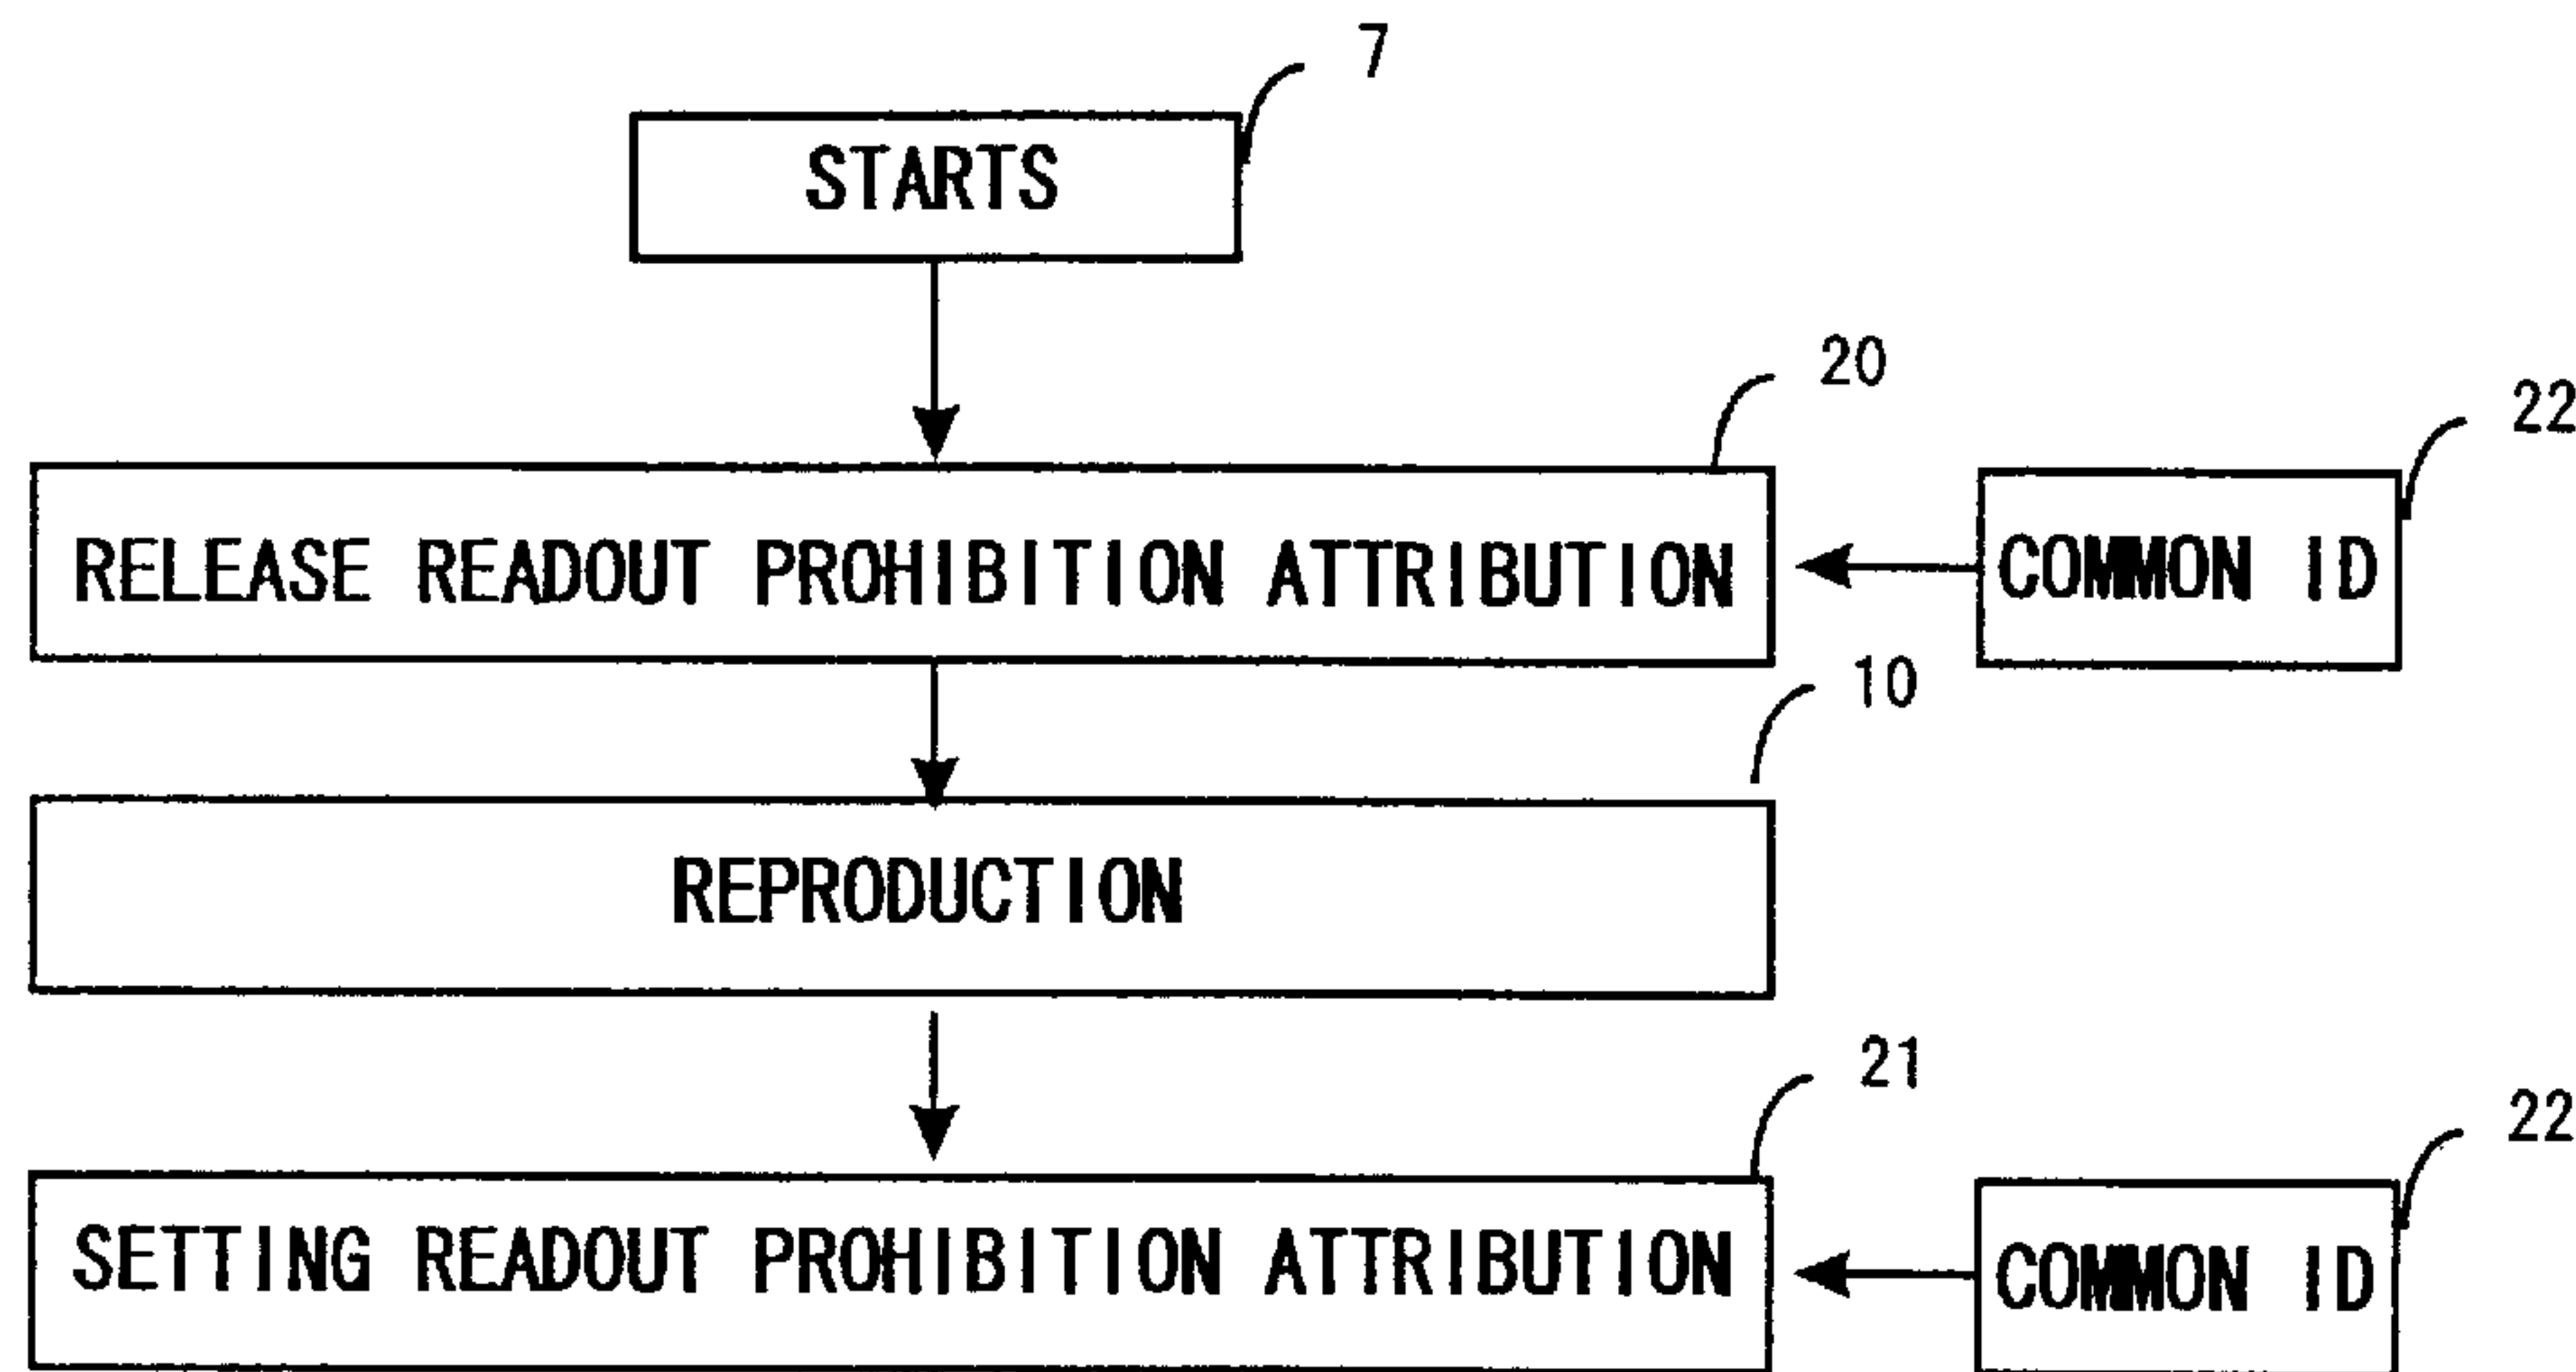 7
STARTS
20
22
RELEASE READOUT PROHIBITION ATTRIBUTION
COMMON ID
10
REPRODUCTION
21
22
SETTING READOUT PROHIBITION ATTRIBUTION
COMMON ID